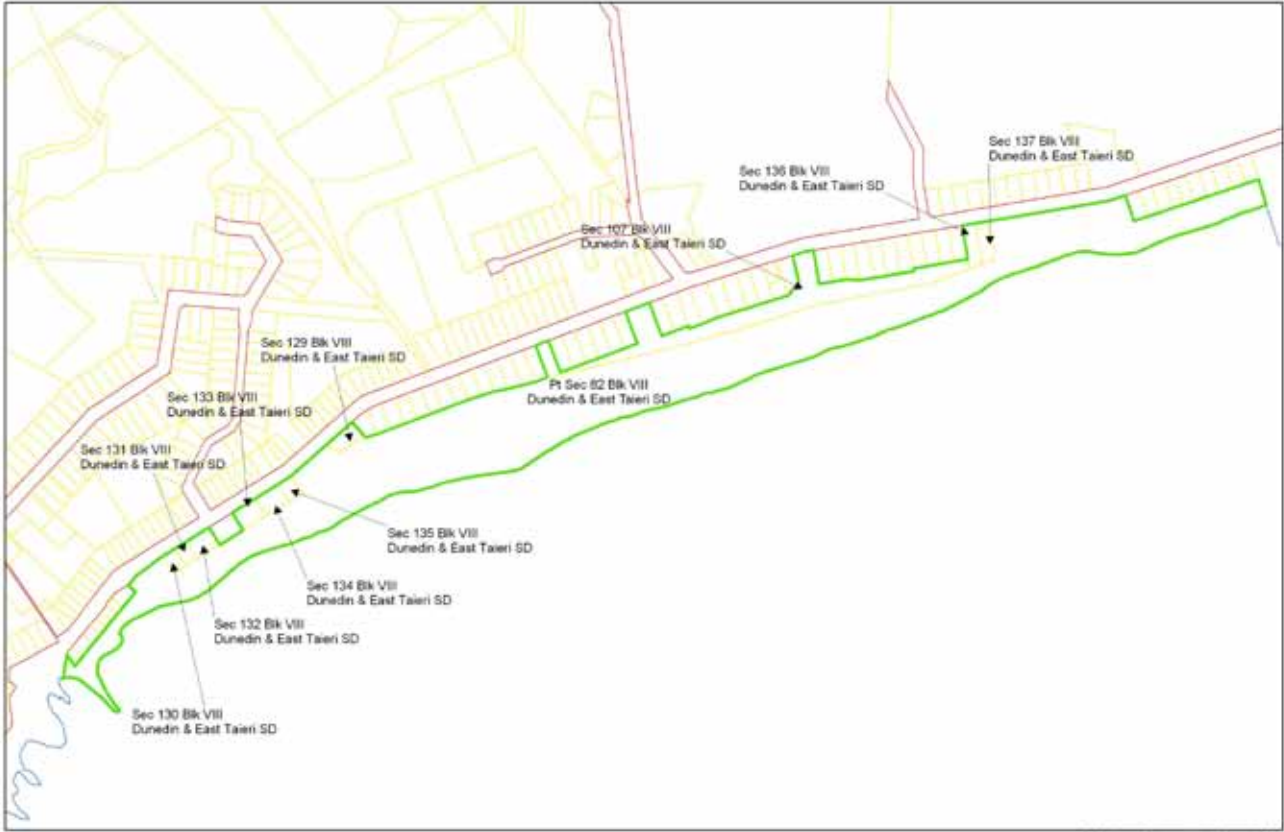 Sec 137 Blk VIII
Dunedin & East Taieri SD
Sec 136 Blk VIII
Dunedin & East Taieri SD
Sec 107 Blk VIII
Dunedin & East Taieri SD
Sec 129 Blk VIII
Dunedin & East Taieri SD
Pt Sec 82 Blk VIII
Dunedin & East Taieri SD
Sec 133 Blk VIII
Dunedin & East Taieri SD
Sec 131 Blk VIII
Dunedin & East Taieri SD
Sec 135 Blk VIII
Dunedin & East Taieri SD
Sec 134 Blk VIII
Dunedin & East Taieri SD
Sec 132 Blk VIII
Dunedin & East Taieri SD
Sec 130 Blk VIII
Dunedin & East Taieri SD